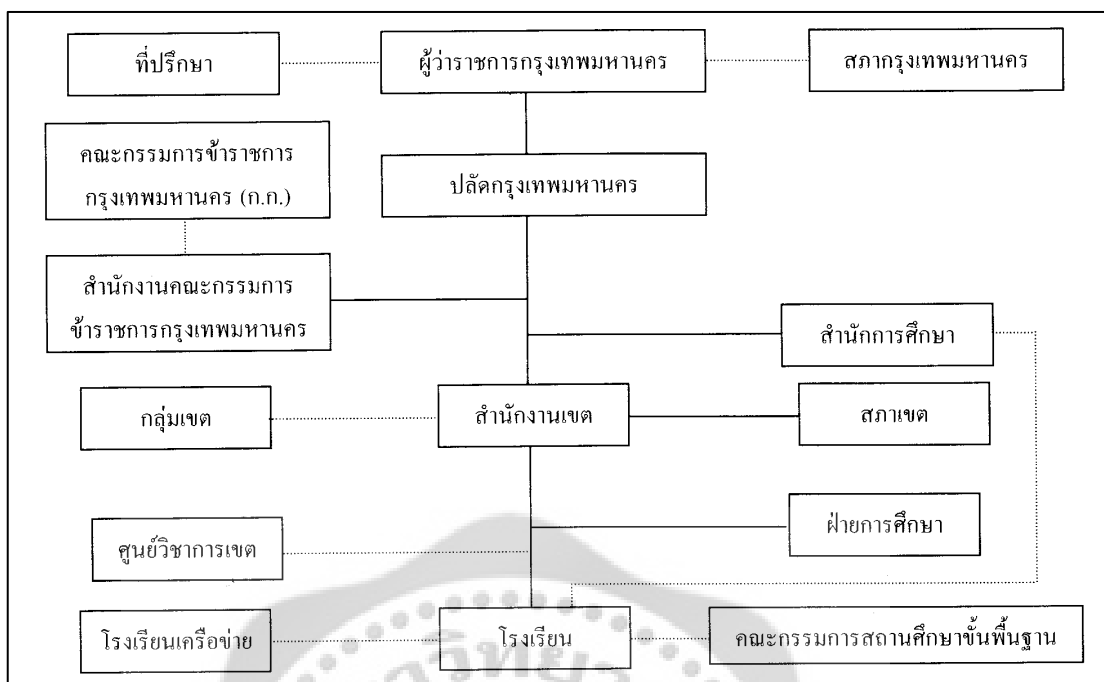 ที่ปรึกษา
ผู้ว่าราชการกรุงเทพมหานคร
สภากรุงเทพมหานคร
คณะกรรมการข้าราชการ
กรุงเทพมหานคร (ก.ก.)
ปลัดกรุงเทพมหานคร
สำนักงานคณะกรรมการ
ข้าราชการกรุงเทพมหานคร
สำนักการศึกษา
กลุ่มเขต
สำนักงานเขต
สภาเขต
ฝ่ายการศึกษา
ศูนย์วิชาการเขต
โรงเรียนเครือข่าย
โรงเรียน
คณะกรรมการสถานศึกษาขั้นพื้นฐาน